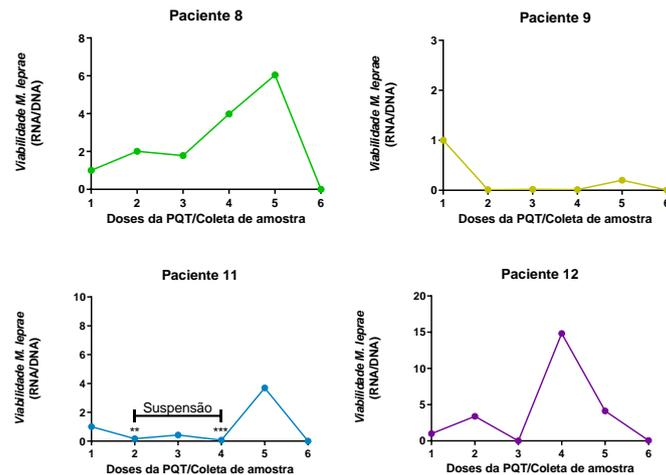 Paciente 8
Viabilidade M. leprae
(RNA/DNA)
8
6
4
2
0
1 2 3 4 5 6
Doses da PQT/Coleta de amostra
Paciente 9
Viabilidade M. leprae
(RNA/DNA)
3
2
1
0
1 2 3 4 5 6
Doses da PQT/Coleta de amostra
Paciente 11
Viabilidade M. leprae
(RNA/DNA)
10
8
6
4
2
0
Suspensão
** ***
1 2 3 4 5 6
Doses da PQT/Coleta de amostra
Paciente 12
Viabilidade M. leprae
(RNA/DNA)
20
15
10
5
0
1 2 3 4 5 6
Doses da PQT/Coleta de amostra